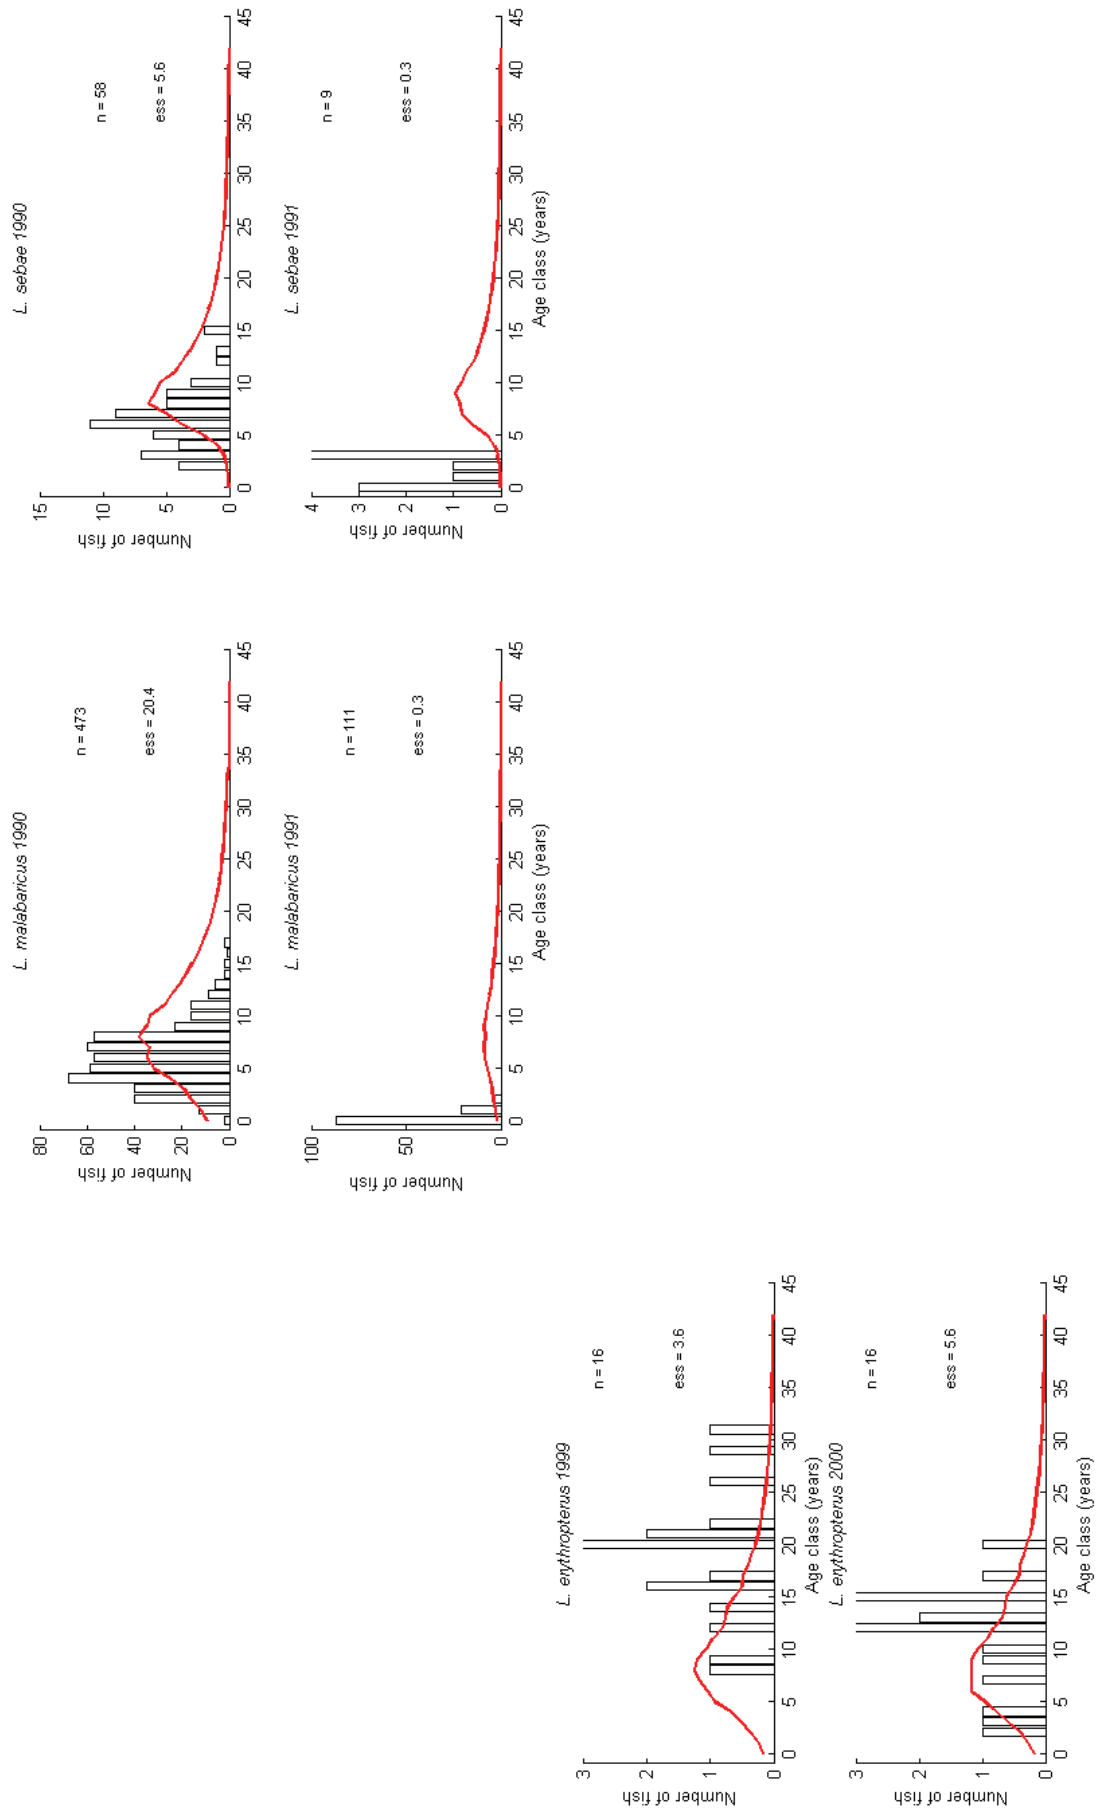 L. malabaricus 1990
n = 473
ess = 20.4
Number of fish
80
60
40
20
0
0 5 10 15 20 25 30 35 40 45
L. sebae 1990
n = 58
ess = 5.6
Number of fish
15
10
5
0
0 5 10 15 20 25 30 35 40 45
L. malabaricus 1991
n = 111
ess = 0.3
Number of fish
100
50
0
0 5 10 15 20 25 30 35 40 45
Age class (years)
L. sebae 1991
n = 9
ess = 0.3
Number of fish
4
3
2
1
0
0 5 10 15 20 25 30 35 40 45
Age class (years)
L. erythropterus 1999
n = 16
ess = 3.6
Number of fish
3
2
1
0
0 5 10 15 20 25 30 35 40 45
Age class (years)
L. erythropterus 2000
n = 16
ess = 5.6
Number of fish
3
2
1
0
0 5 10 15 20 25 30 35 40 45
Age class (years)